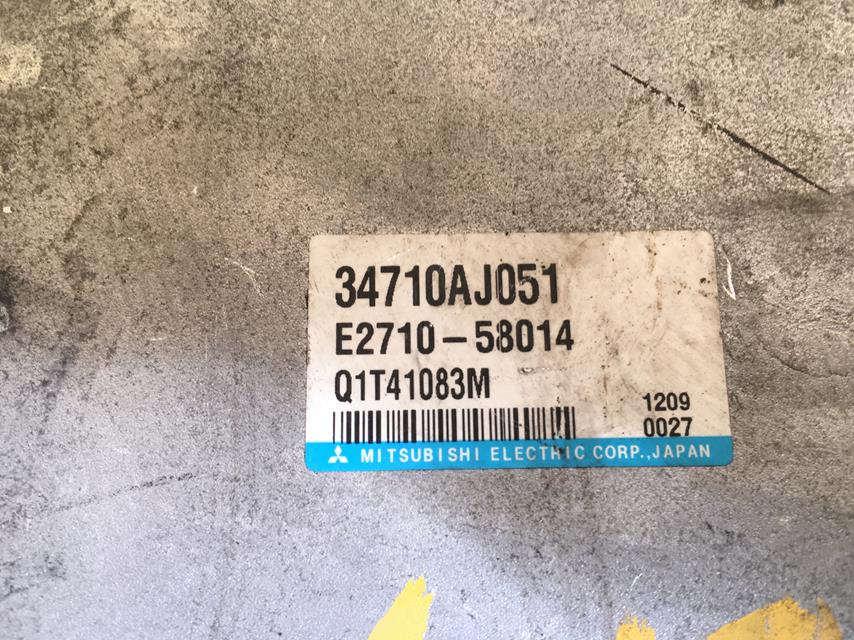 34710AJ051
E2710-58014
Q1T41083M
1209
0027
MITSUBISHI ELECTRIC CORP.,JAPAN